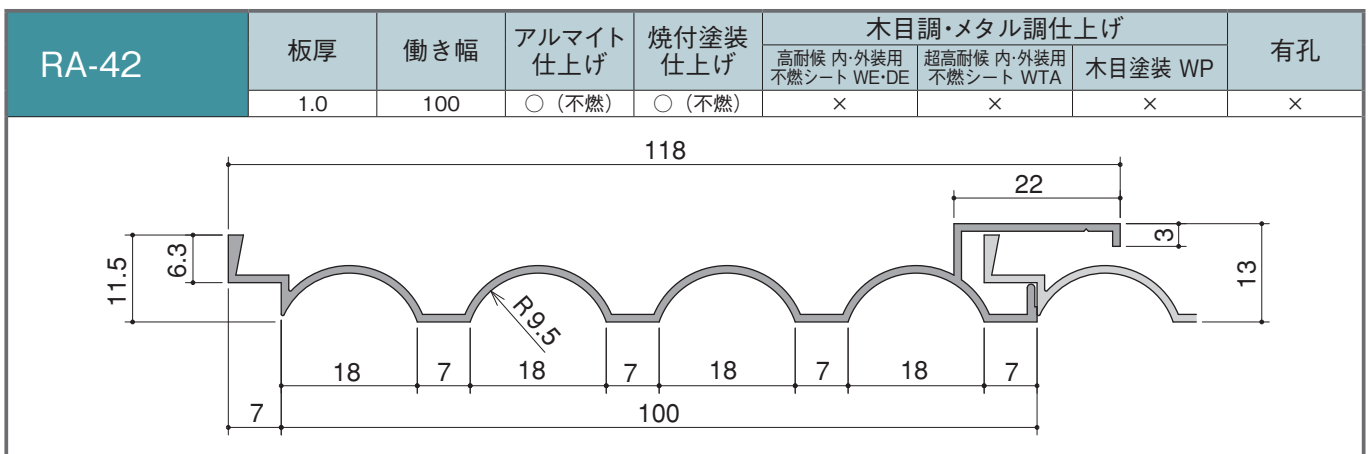 RA-42
板厚
働き幅
アルマイト
仕上げ
焼付塗装
仕上げ
木目調・メタル調仕上げ
高耐候 内・外装用
不燃シート WE・DE
超高耐候 内・外装用
不燃シート WTA
木目塗装 WP
有孔
1.0
100
○（不燃）
○（不燃）
×
×
×
×
118
22
3
13
11.5
6.3
R9.5
18
7
18
7
18
7
18
7
7
100